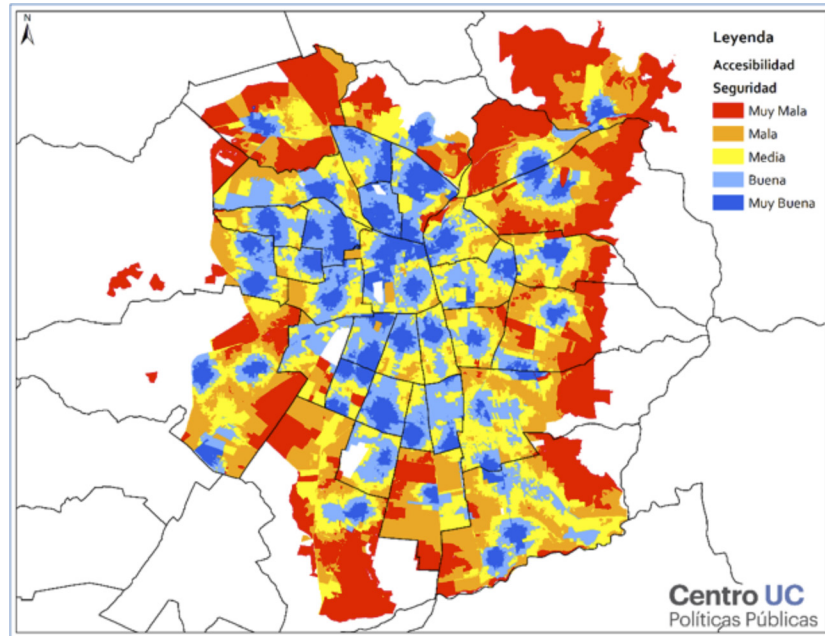 N
Leyenda
Accesibilidad
Seguridad
Muy Mala
Mala
Media
Buena
Muy Buena
Centro UC
Políticas Públicas